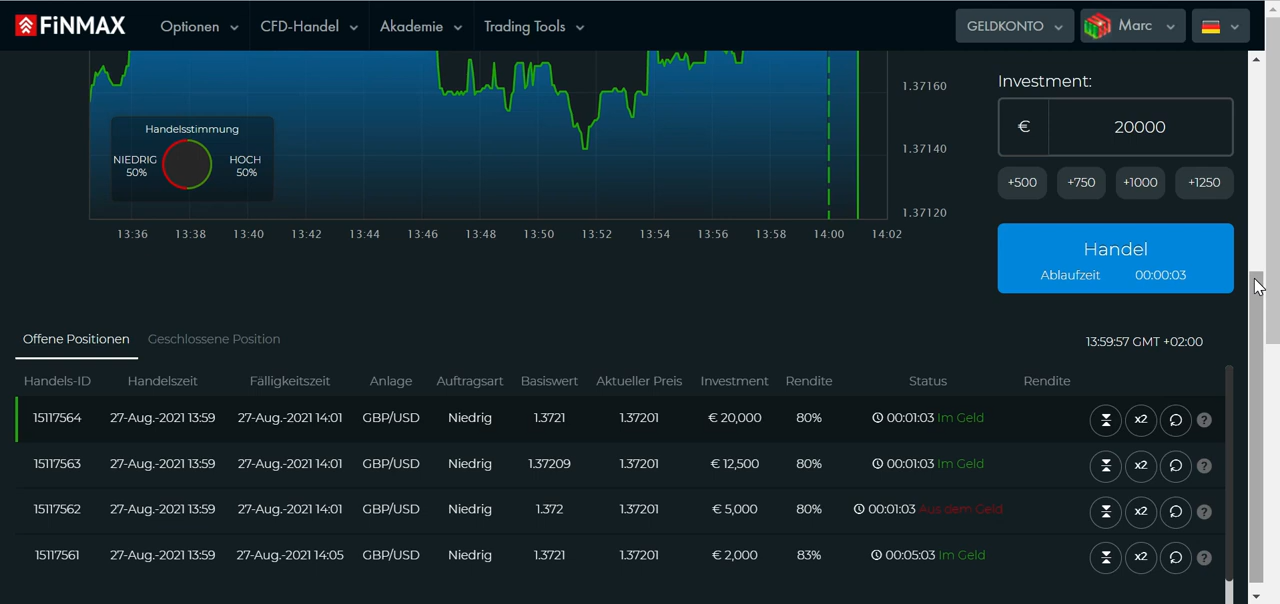 FiNMAX Optionen CFD-Handel Akademie Trading Tools GELDKONTO Marc
Investment:
€ 20000
+500 +750 +1000 +1250
Handel
Ablaufzeit 00:00:03
1.37160
1.37140
1.37120
Handelsstimmung
NIEDRIG HOCH
50% 50%
13:36 13:38 13:40 13:42 13:44 13:46 13:48 13:50 13:52 13:54 13:56 13:58 14:00 14:02
Offene Positionen Geschlossene Position 13:59:57 GMT +02:00
Handels-ID Handelszeit Fälligkeitszeit Anlage Auftragsart Basiswert Aktueller Preis Investment Rendite Status Rendite
15117564 27-Aug.-2021 13:59 27-Aug.-2021 14:01 GBP/USD Niedrig 1.3721 1.37201 € 20,000 80% 00:01:03 Im Geld x2 ?
15117563 27-Aug.-2021 13:59 27-Aug.-2021 14:01 GBP/USD Niedrig 1.37209 1.37201 € 12,500 80% 00:01:03 Im Geld x2 ?
15117562 27-Aug.-2021 13:59 27-Aug.-2021 14:01 GBP/USD Niedrig 1.372 1.37201 € 5,000 80% 00:01:03 Aus dem Geld x2 ?
15117561 27-Aug.-2021 13:59 27-Aug.-2021 14:05 GBP/USD Niedrig 1.3721 1.37201 € 2,000 83% 00:05:03 Im Geld x2 ?